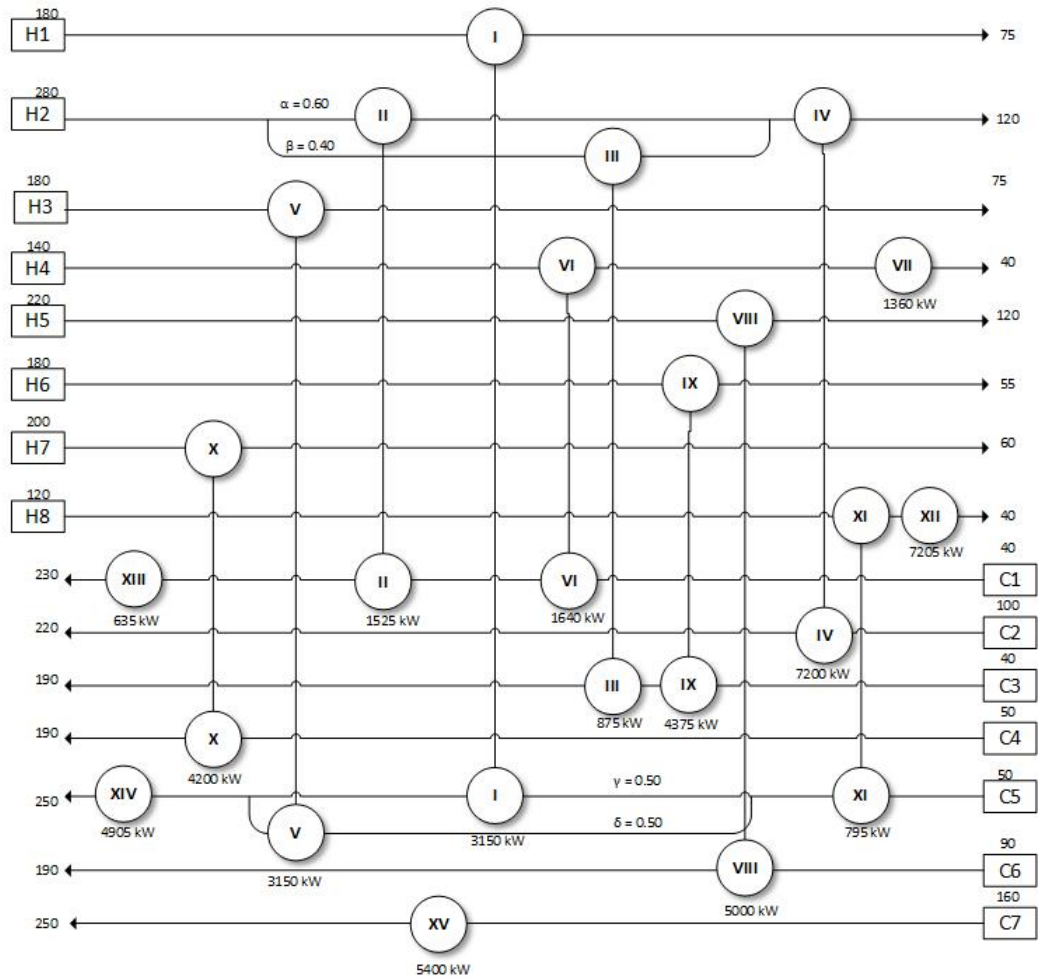 180
H1
I
75
280
H2
α = 0.60
II
IV
120
β = 0.40
III
180
H3
V
75
140
H4
VI
VII
40
1360 kW
220
H5
VIII
120
180
H6
IX
55
200
H7
X
60
120
H8
XI
XII
40
7205 kW
40
230
XIII
II
VI
C1
635 kW
1525 kW
1640 kW
100
220
IV
C2
7200 kW
40
190
III
IX
C3
875 kW
4375 kW
50
190
X
C4
4200 kW
50
250
XIV
I
γ = 0.50
XI
C5
4905 kW
V
3150 kW
δ = 0.50
795 kW
3150 kW
90
190
VIII
C6
5000 kW
160
250
XV
C7
5400 kW